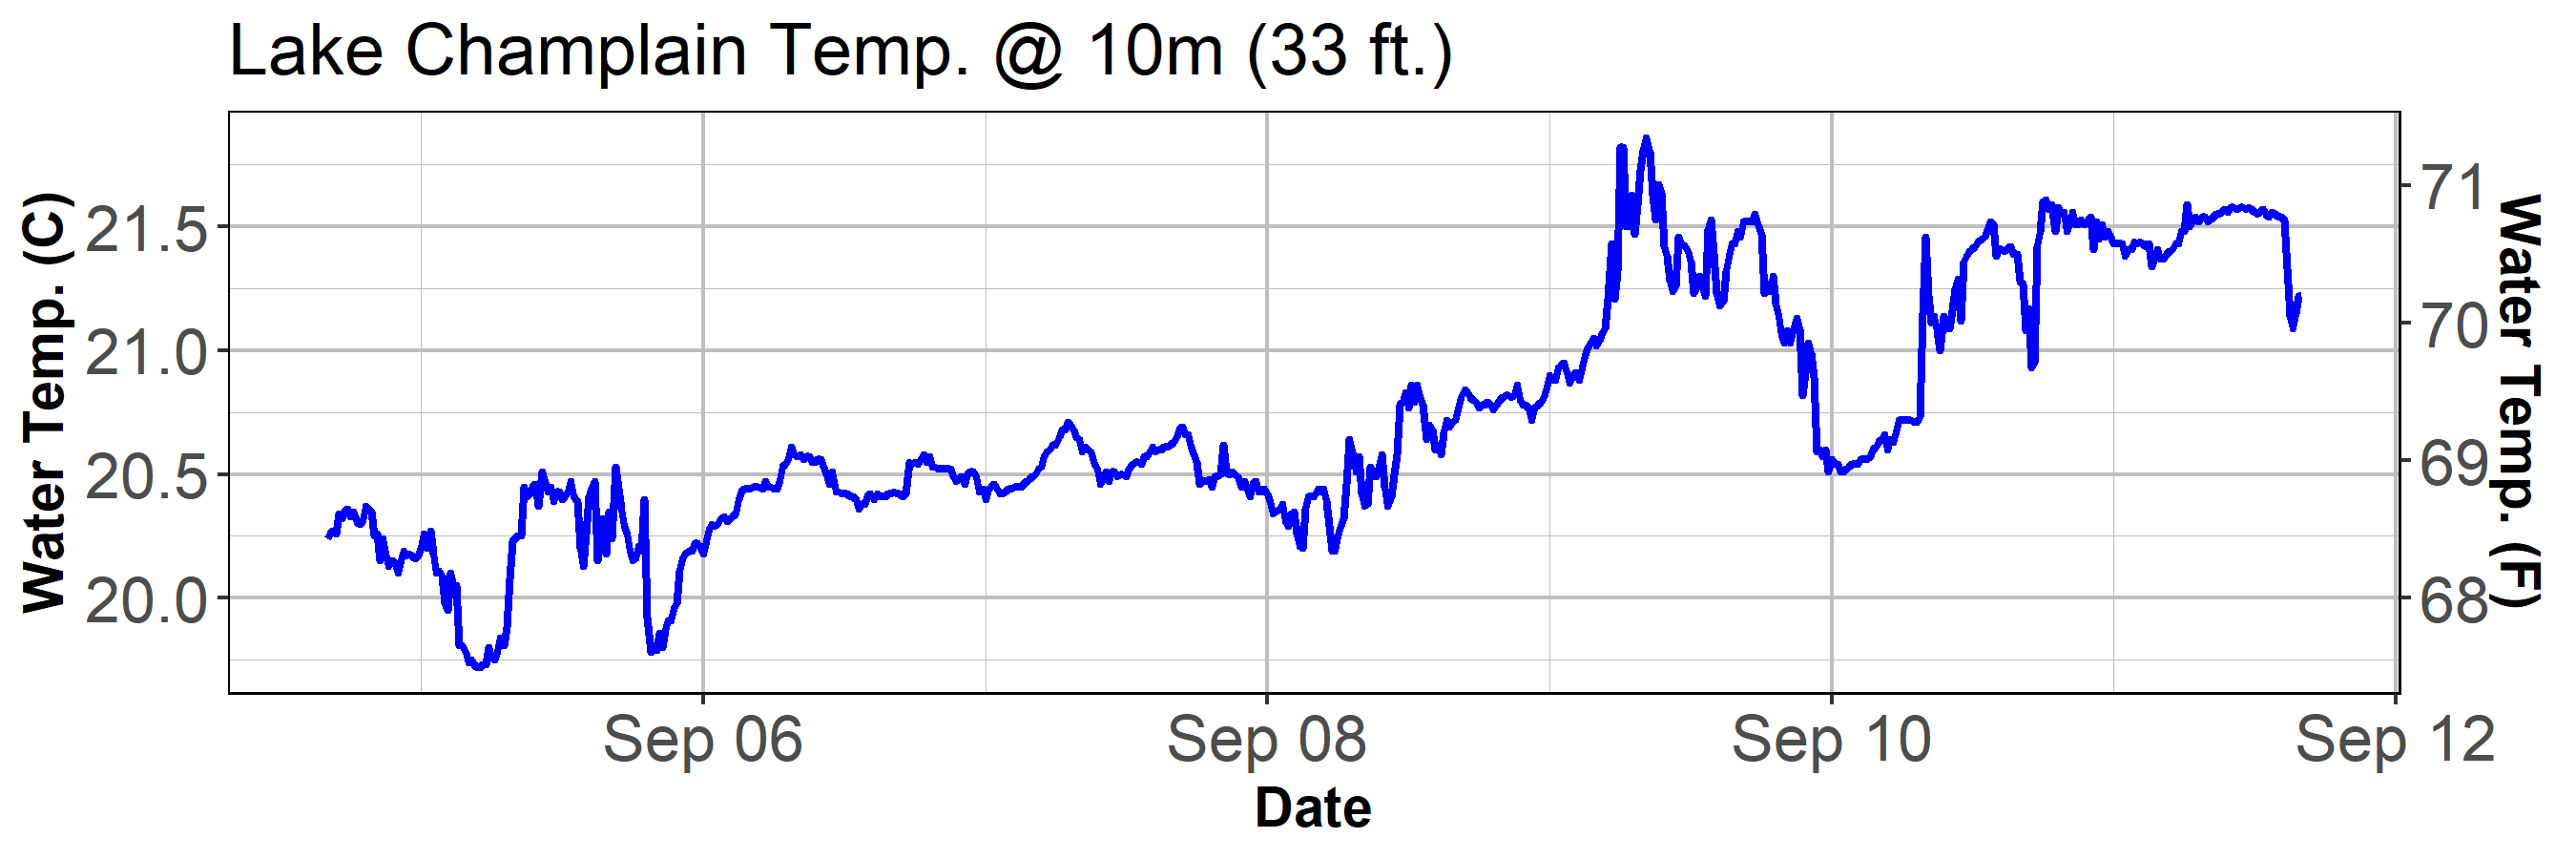 Lake Champlain Temp. @ 10m (33 ft.)
Water Temp. (C)
21.5
21.0
20.5
20.0
71
70
69
68
Water Temp. (F)
Sep 06
Sep 08
Sep 10
Sep 12
Date